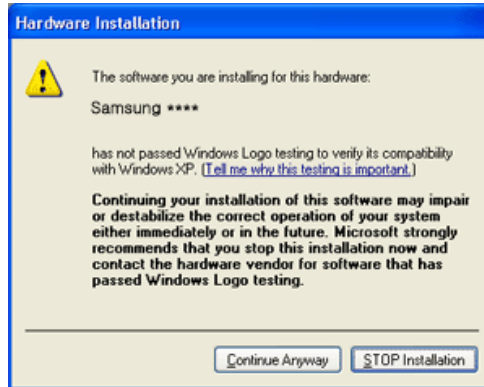 Hardware Installation
The software you are installing for this hardware:
Samsung ****
has not passed Windows Logo testing to verify its compatibility
with Windows XP. (Tell me why this testing is important.)
Continuing your installation of this software may impair
or destabilize the correct operation of your system
either immediately or in the future. Microsoft strongly
recommends that you stop this installation now and
contact the hardware vendor for software that has
passed Windows Logo testing.
Continue Anyway STOP Installation